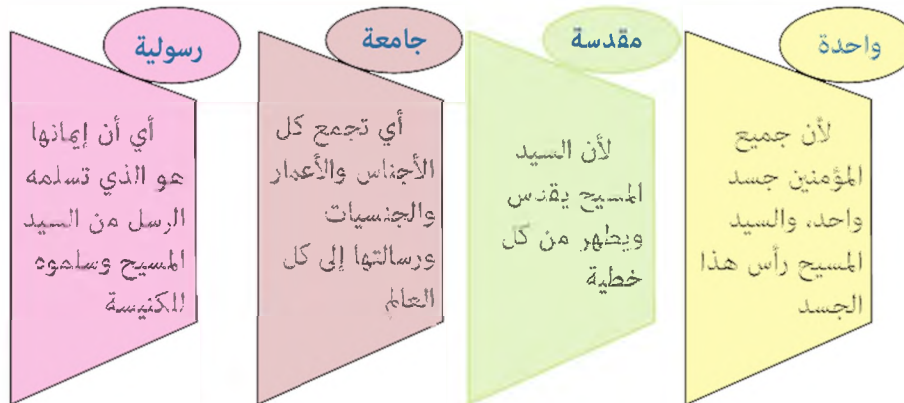 واحدة
لأن جميع
المؤمنين جسد
واحد، والسيد
المسيح رأس هذا
الجسد
مقدسة
لأن السيد
المسيح يقدس
ويطهر من كل
خطية
جامعة
أي تجمع كل
الأجناس والأعمار
والجنسيات
ورسالتها إلى كل
العالم
رسولية
أي أن إيمانها
هو الذي تسلمه
الرسل من السيد
المسيح وسلموه
للكنيسة